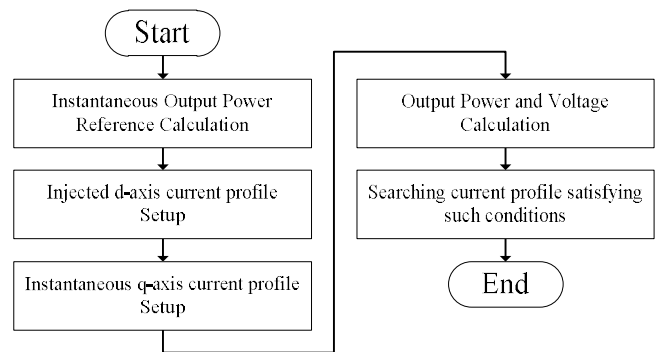 Start
Instantaneous Output Power
Reference Calculation
Injected d-axis current profile
Setup
Instantaneous q-axis current profile
Setup
Output Power and Voltage
Calculation
Searching current profile satisfying
such conditions
End